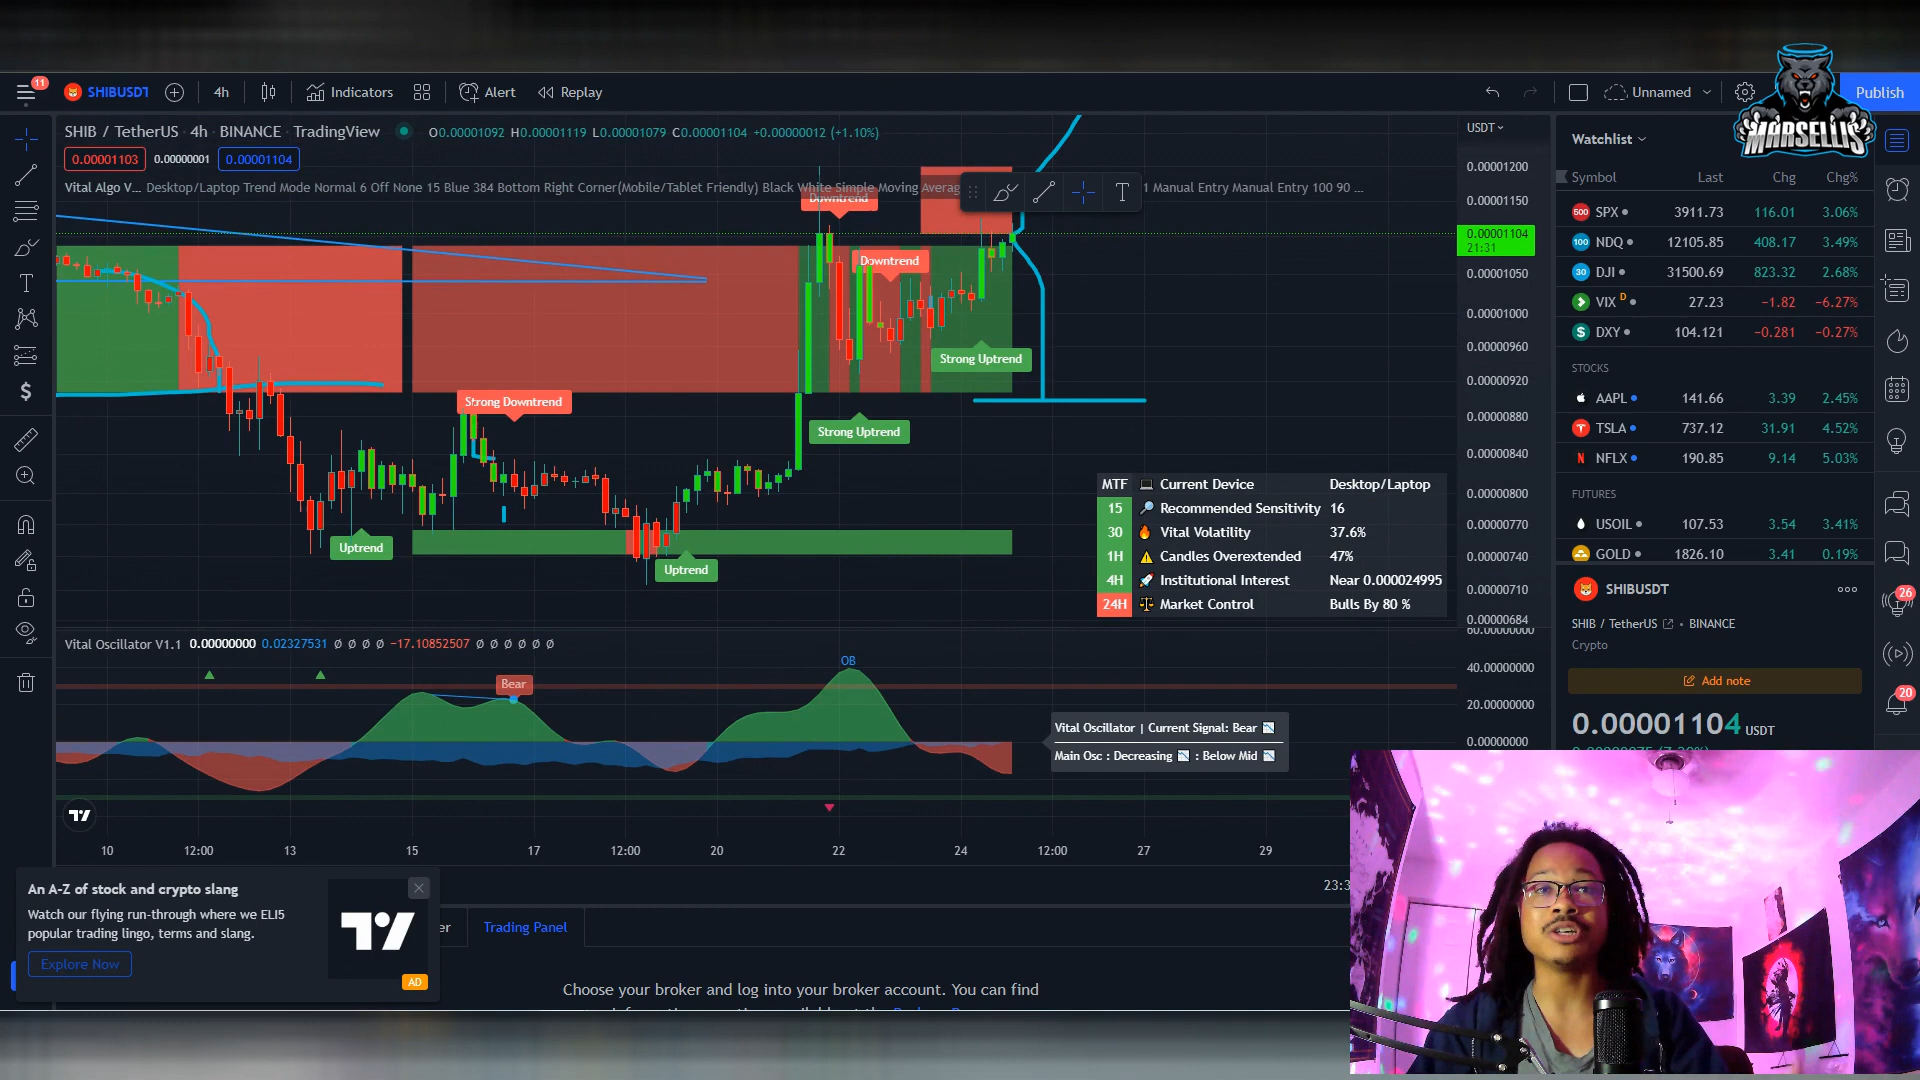 11
SHIBUSDT
4h
Indicators
Alert
Replay
Unnamed
Publish
MARSELLIS
SHIB / TetherUS · 4h · BINANCE · TradingView
O0.00001092 H0.00001119 L0.00001079 C0.00001104 +0.00000012 (+1.10%)
0.00001103 0.00000001 0.00001104
Vital Algo V... Desktop/Laptop Trend Mode Normal 6 Off None 15 Blue 384 Bottom Right Corner(Mobile/Tablet Friendly) Black White Simple Moving Averag
1 Manual Entry Manual Entry 100 90 ...
T
USDT
0.00001200
0.00001150
0.00001104
21:31
0.00001050
0.00001000
0.00000960
0.00000920
0.00000880
0.00000840
0.00000800
0.00000770
0.00000740
0.00000710
0.00000684
Downtrend
Downtrend
Strong Uptrend
Strong Downtrend
Strong Uptrend
Uptrend
Uptrend
MTF Current Device Desktop/Laptop
15 Recommended Sensitivity 16
30 Vital Volatility 37.6%
1H Candles Overextended 47%
4H Institutional Interest Near 0.000024995
24H Market Control Bulls By 80 %
Vital Oscillator V1.1 0.00000000 0.02327531 ø ø ø ø −17.10852507 ø ø ø ø ø ø
60.00000000
40.00000000
20.00000000
0.00000000
Bear
OB
Vital Oscillator | Current Signal: Bear
Main Osc : Decreasing : Below Mid
10 12:00 13 15 17 12:00 20 22 24 12:00 27 29
23:3
An A-Z of stock and crypto slang
Watch our flying run-through where we ELI5
popular trading lingo, terms and slang.
Explore Now
AD
er
Trading Panel
Choose your broker and log into your broker account. You can find
Watchlist
Symbol Last Chg Chg%
500 SPX 3911.73 116.01 3.06%
100 NDQ 12105.85 408.17 3.49%
30 DJI 31500.69 823.32 2.68%
VIX D 27.23 −1.82 −6.27%
DXY 104.121 −0.281 −0.27%
STOCKS
AAPL 141.66 3.39 2.45%
TSLA 737.12 31.91 4.52%
NFLX 190.85 9.14 5.03%
FUTURES
USOIL 107.53 3.54 3.41%
GOLD 1826.10 3.41 0.19%
SHIBUSDT
SHIB / TetherUS • BINANCE
Crypto
Add note
0.00001104 USDT
26
20